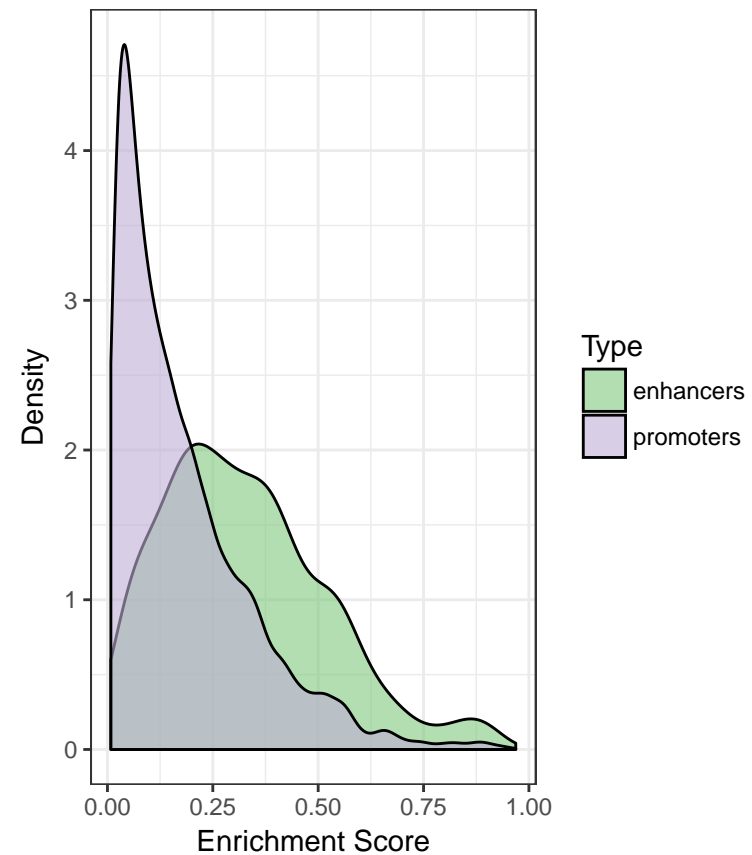 4
3
2
1
0
Density
0.00 0.25 0.50 0.75 1.00
Enrichment Score
Type
enhancers
promoters